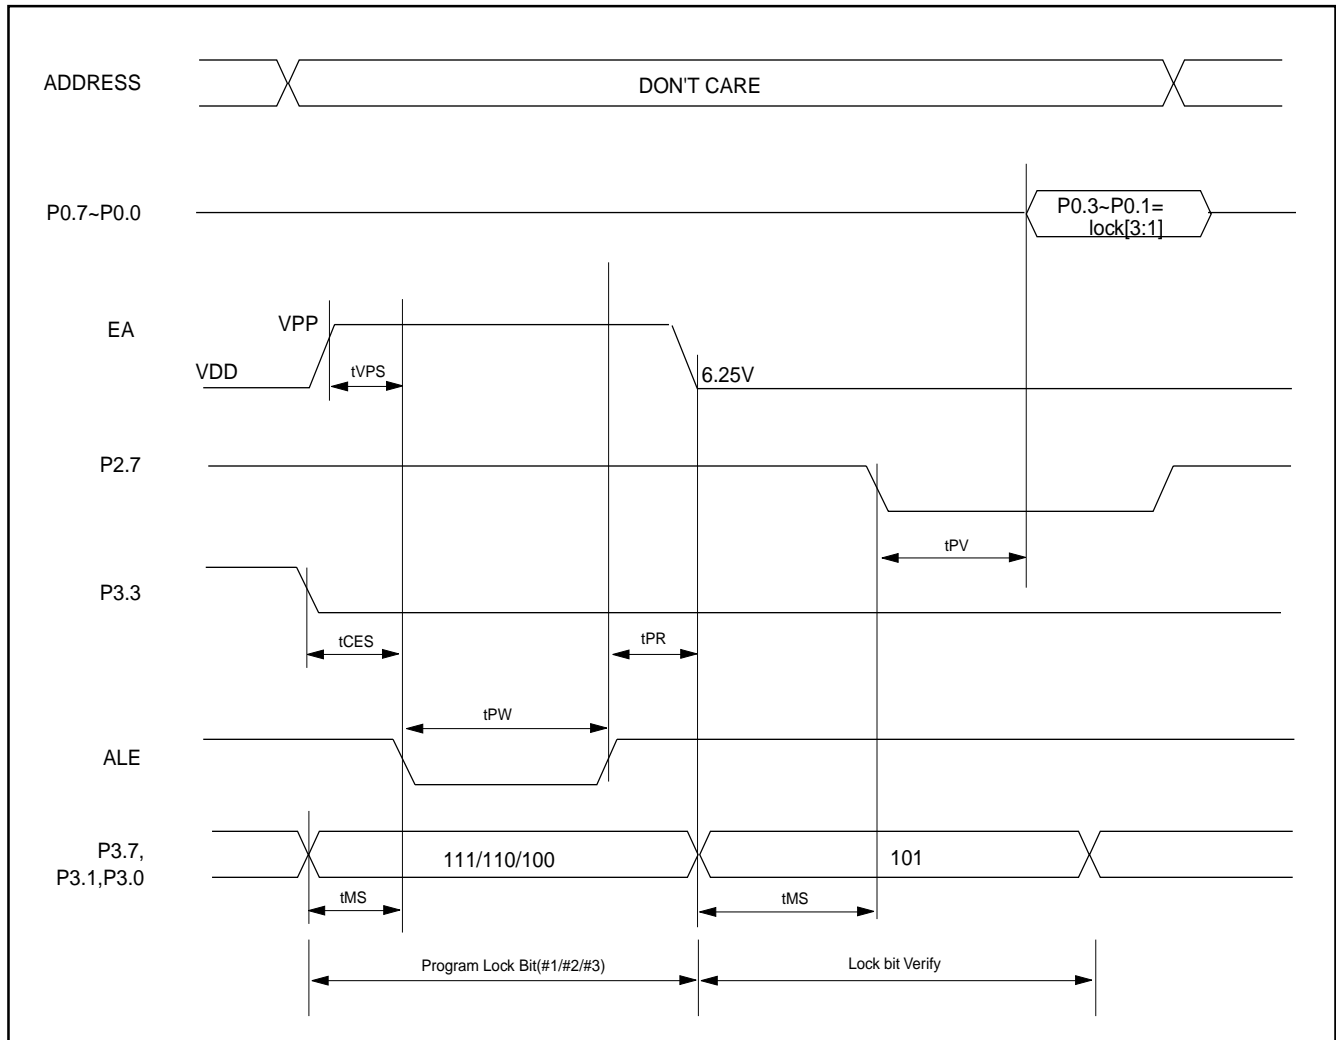 ADDRESS
DON'T CARE
P0.7~P0.0
P0.3~P0.1=
lock[3:1]
EA
VPP
VDD
tVPS
6.25V
P2.7
tPV
P3.3
tCES
tPR
tPW
ALE
P3.7,
P3.1,P3.0
111/110/100
101
tMS
tMS
Program Lock Bit(#1/#2/#3)
Lock bit Verify